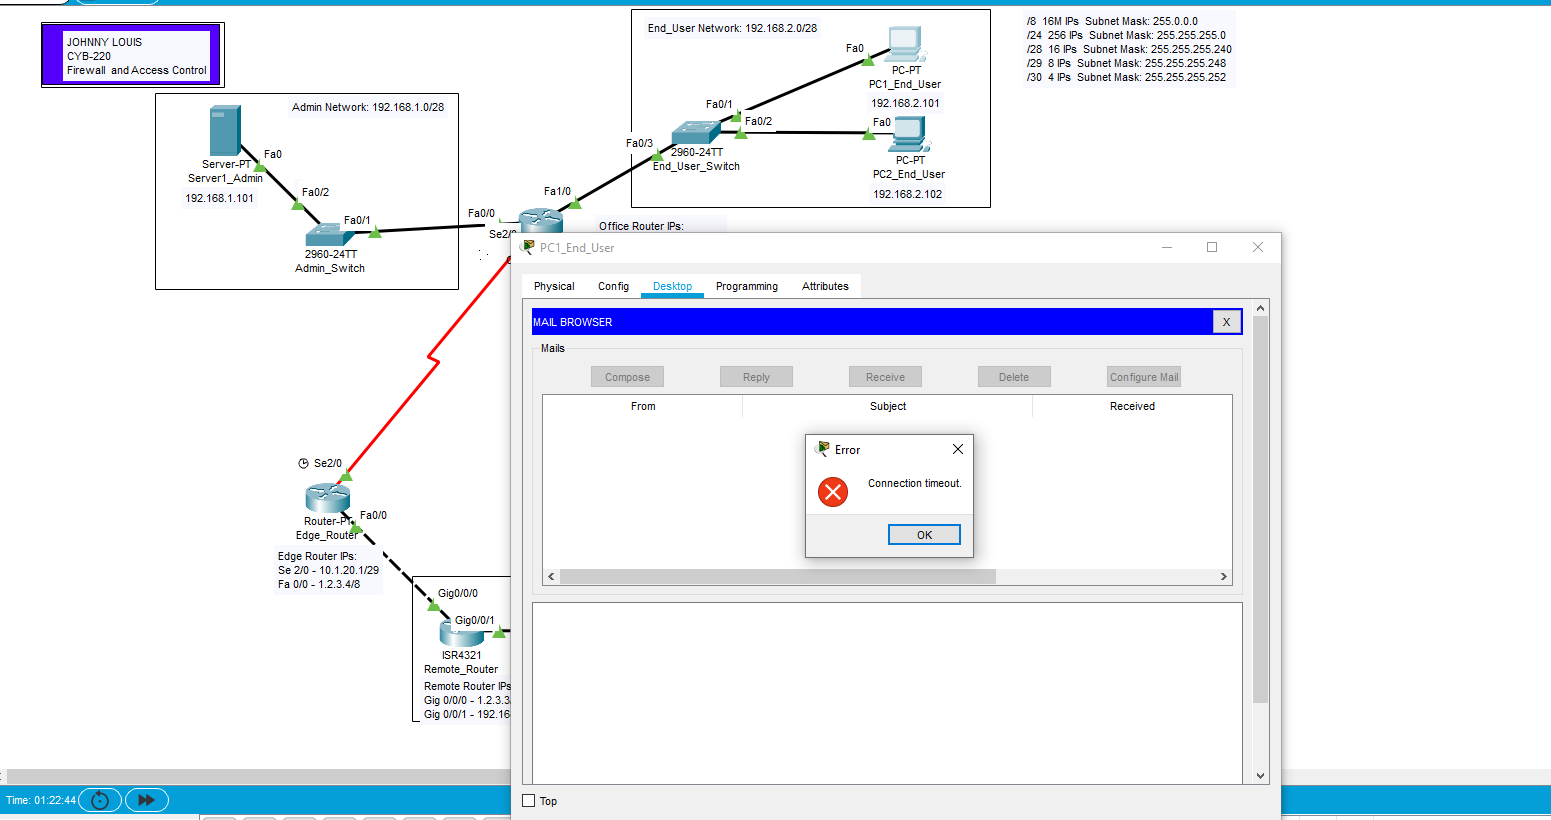 JOHNNY LOUIS
CYB-220
Firewall and Access Control
Admin Network: 192.168.1.0/28
Server-PT
Server1_Admin
192.168.1.101
Fa0
Fa0/2
Fa0/1
2960-24TT
Admin_Switch
End_User Network: 192.168.2.0/28
Fa0
PC-PT
PC1_End_User
192.168.2.101
Fa0/1
Fa0/2
Fa0
Fa0/3
2960-24TT
End_User_Switch
PC-PT
PC2_End_User
192.168.2.102
/8 16M IPs Subnet Mask: 255.0.0.0
/24 256 IPs Subnet Mask: 255.255.255.0
/28 16 IPs Subnet Mask: 255.255.255.240
/29 8 IPs Subnet Mask: 255.255.255.248
/30 4 IPs Subnet Mask: 255.255.255.252
Fa1/0
Fa0/0
Se2/
Office Router IPs:
PC1_End_User
Physical
Config
Desktop
Programming
Attributes
MAIL BROWSER
X
Mails
Compose
Reply
Receive
Delete
Configure Mail
From
Subject
Received
Error
Connection timeout.
OK
Top
Se2/0
Router-PT
Edge_Router
Fa0/0
Edge Router IPs:
Se 2/0 - 10.1.20.1/29
Fa 0/0 - 1.2.3.4/8
Gig0/0/0
Gig0/0/1
ISR4321
Remote_Router
Remote Router IPs
Gig 0/0/0 - 1.2.3.3
Gig 0/0/1 - 192.16
Time: 01:22:44